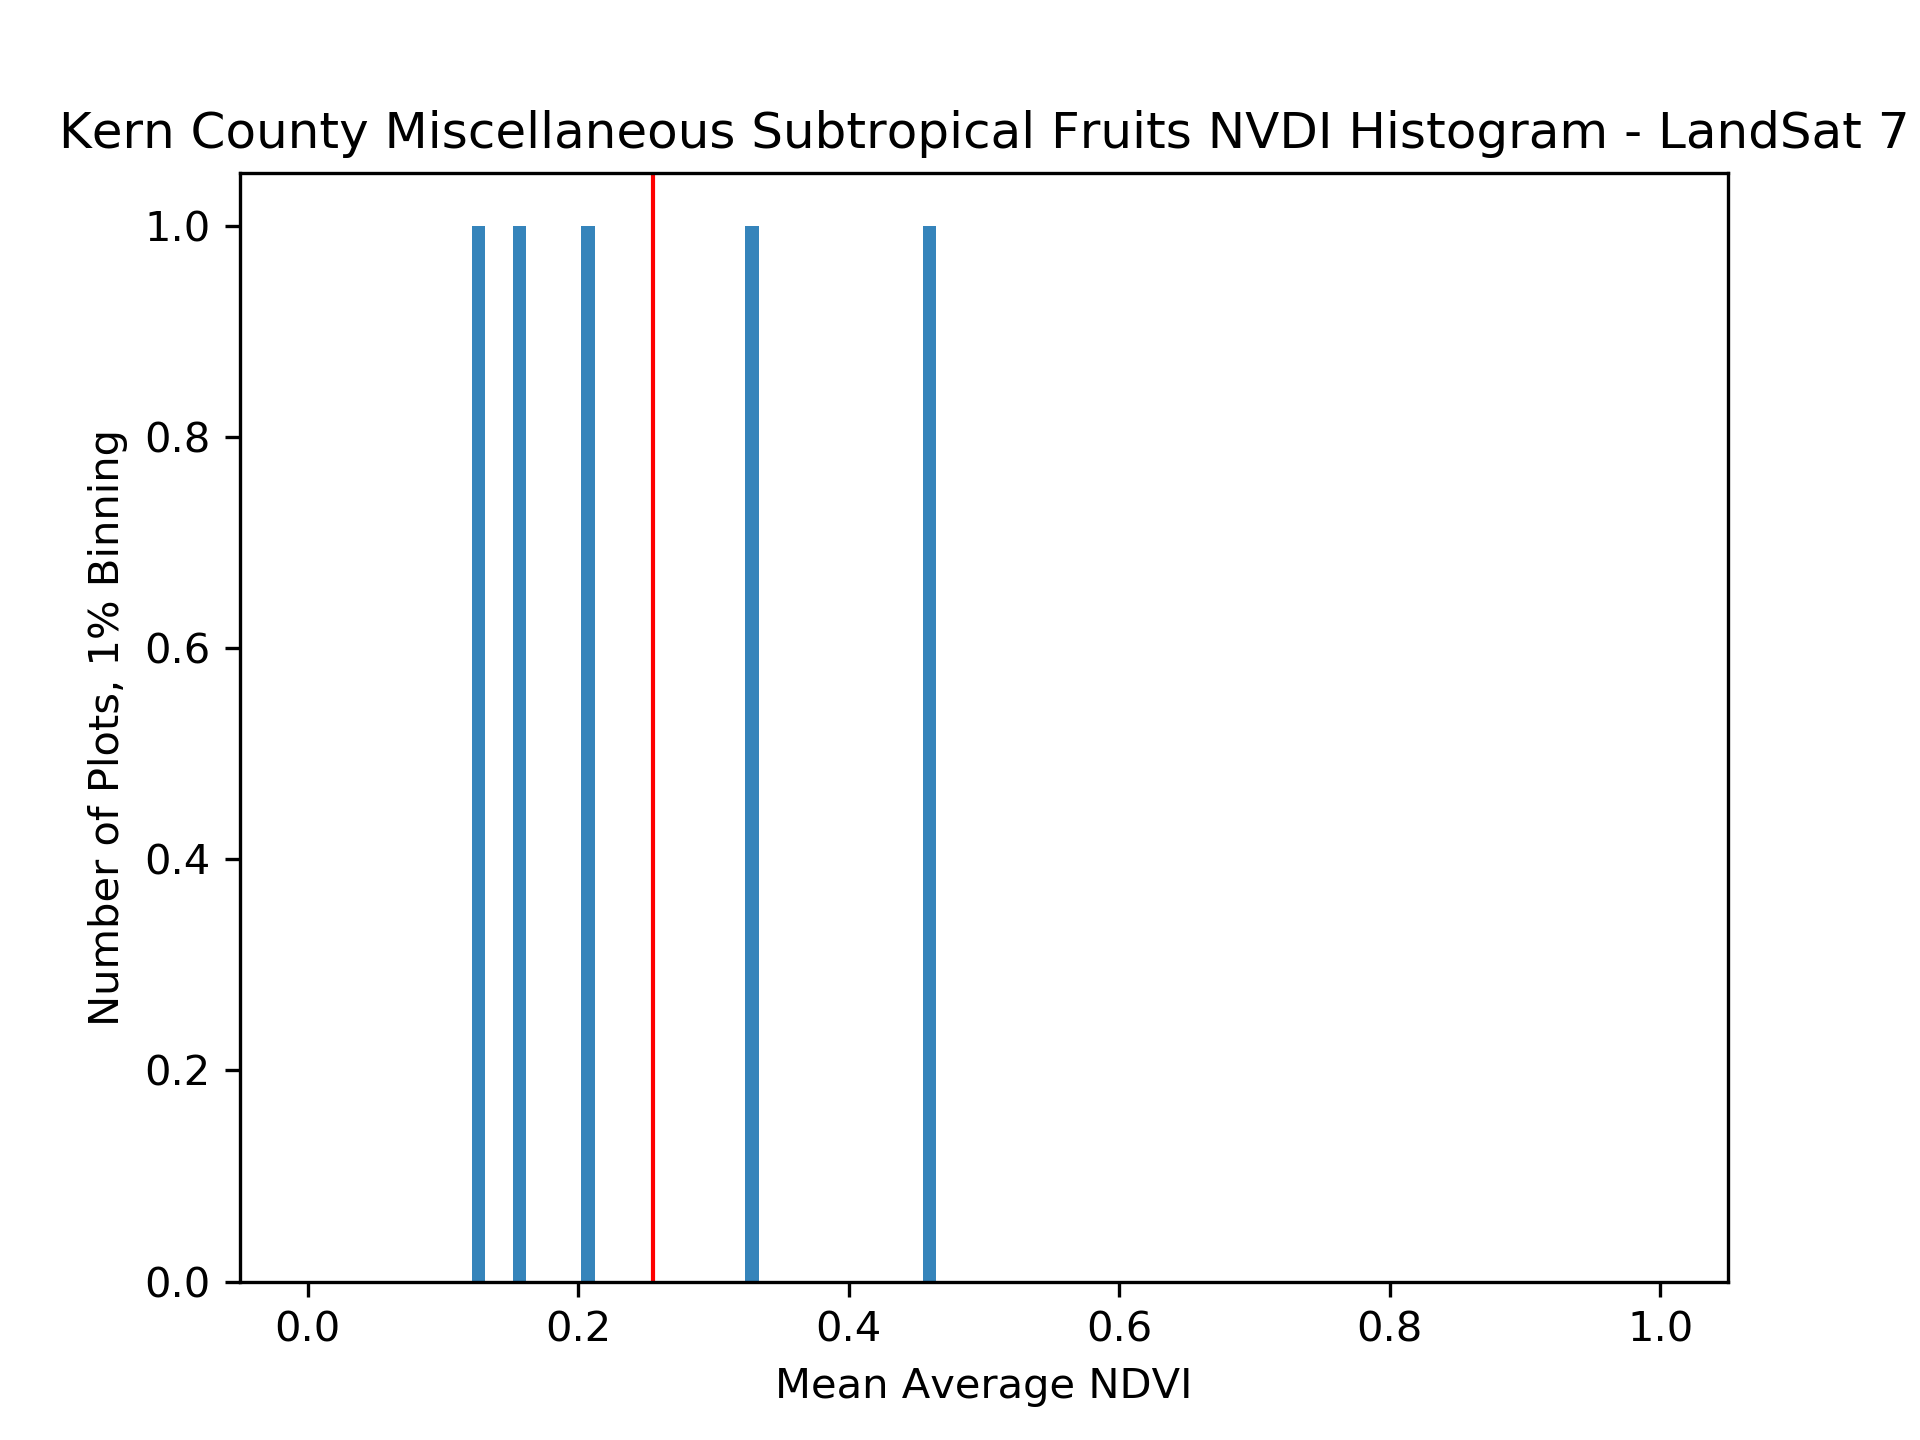 Kern County Miscellaneous Subtropical Fruits NVDI Histogram - LandSat 7
1.0
0.8
0.6
0.4
0.2
0.0
Number of Plots, 1% Binning
0.0 0.2 0.4 0.6 0.8 1.0
Mean Average NDVI